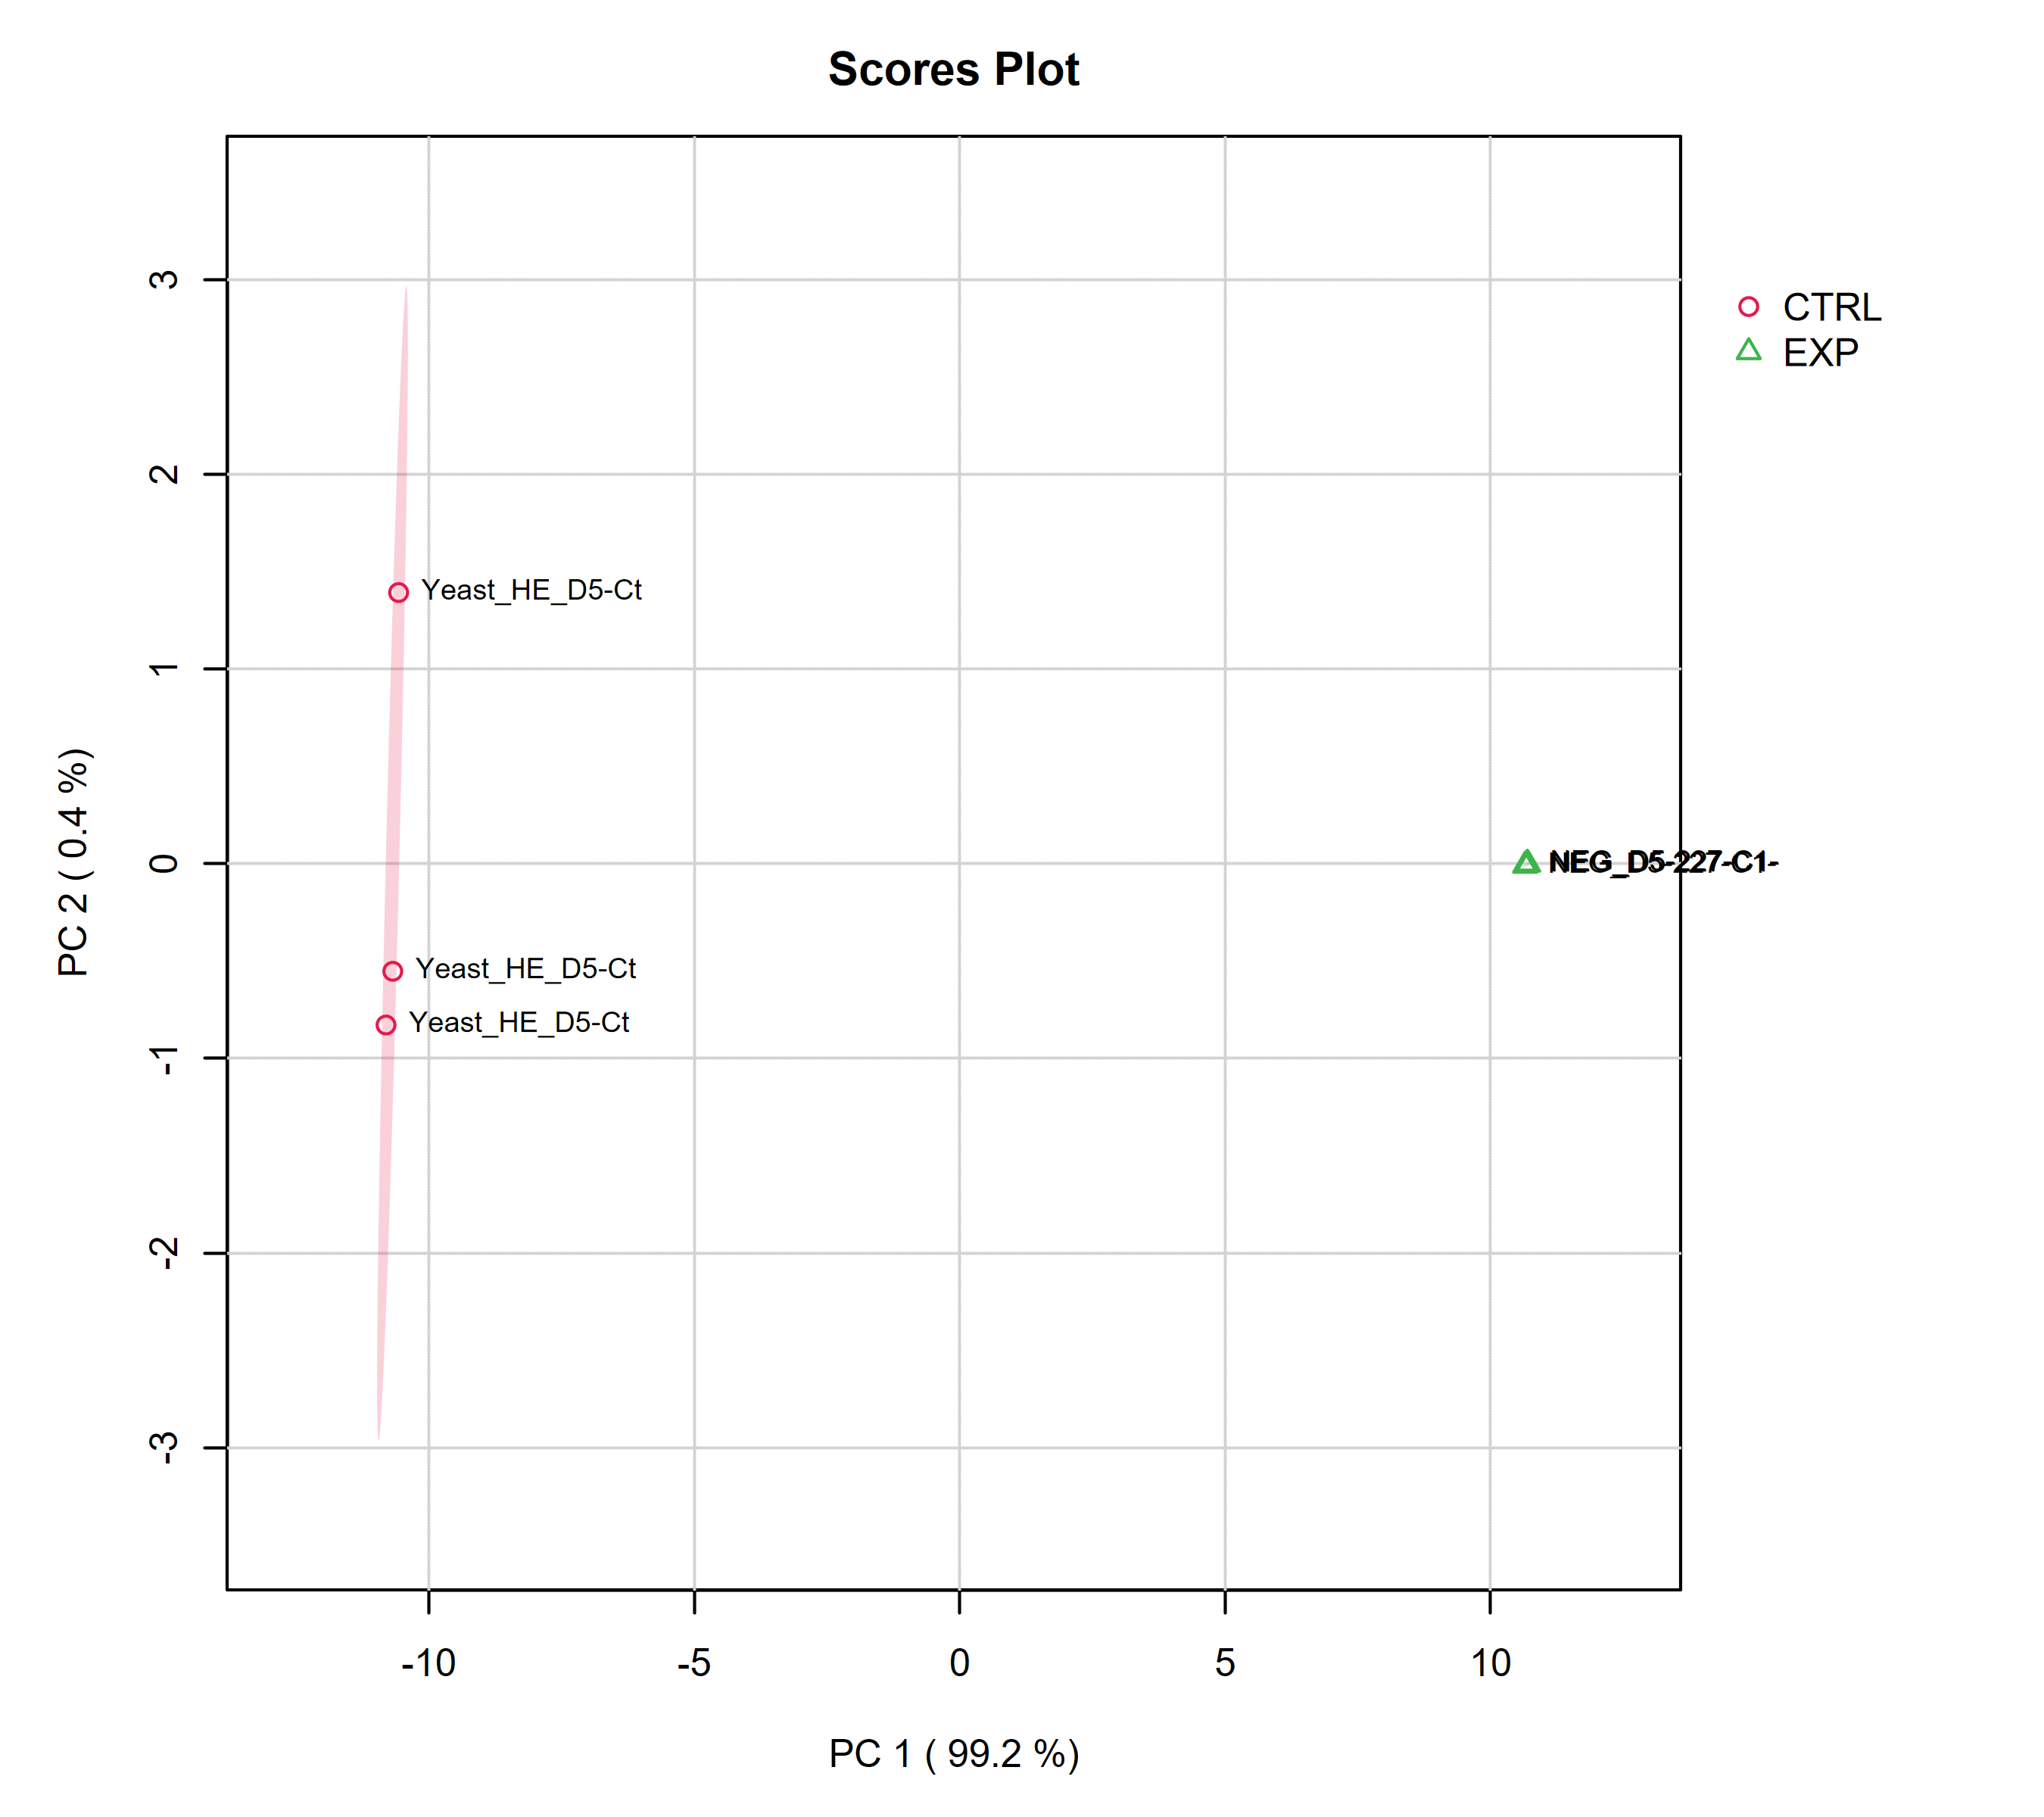 Scores Plot
3
2
1
0
-1
-2
-3
PC 2 ( 0.4 %)
CTRL
EXP
Yeast_HE_D5-Ct
Yeast_HE_D5-Ct
Yeast_HE_D5-Ct
NEG_D5-227-C1-
-10
-5
0
5
10
PC 1 ( 99.2 %)